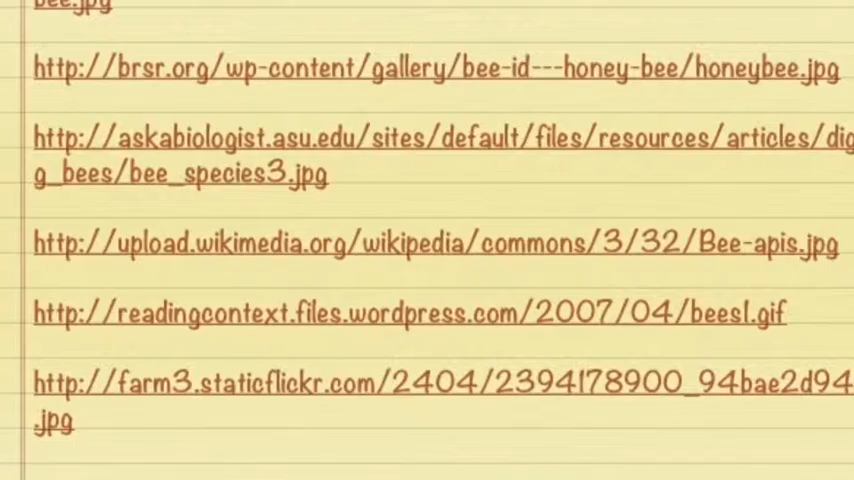 bee.jpg
http://brsr.org/wp-content/gallery/bee-id---honey-bee/honeybee.jpg
http://askabiologist.asu.edu/sites/default/files/resources/articles/dig
g_bees/bee_species3.jpg
http://upload.wikimedia.org/wikipedia/commons/3/32/Bee-apis.jpg
http://readingcontext.files.wordpress.com/2007/04/bees1.gif
http://farm3.staticflickr.com/2404/2394178900_94bae2d94
.jpg